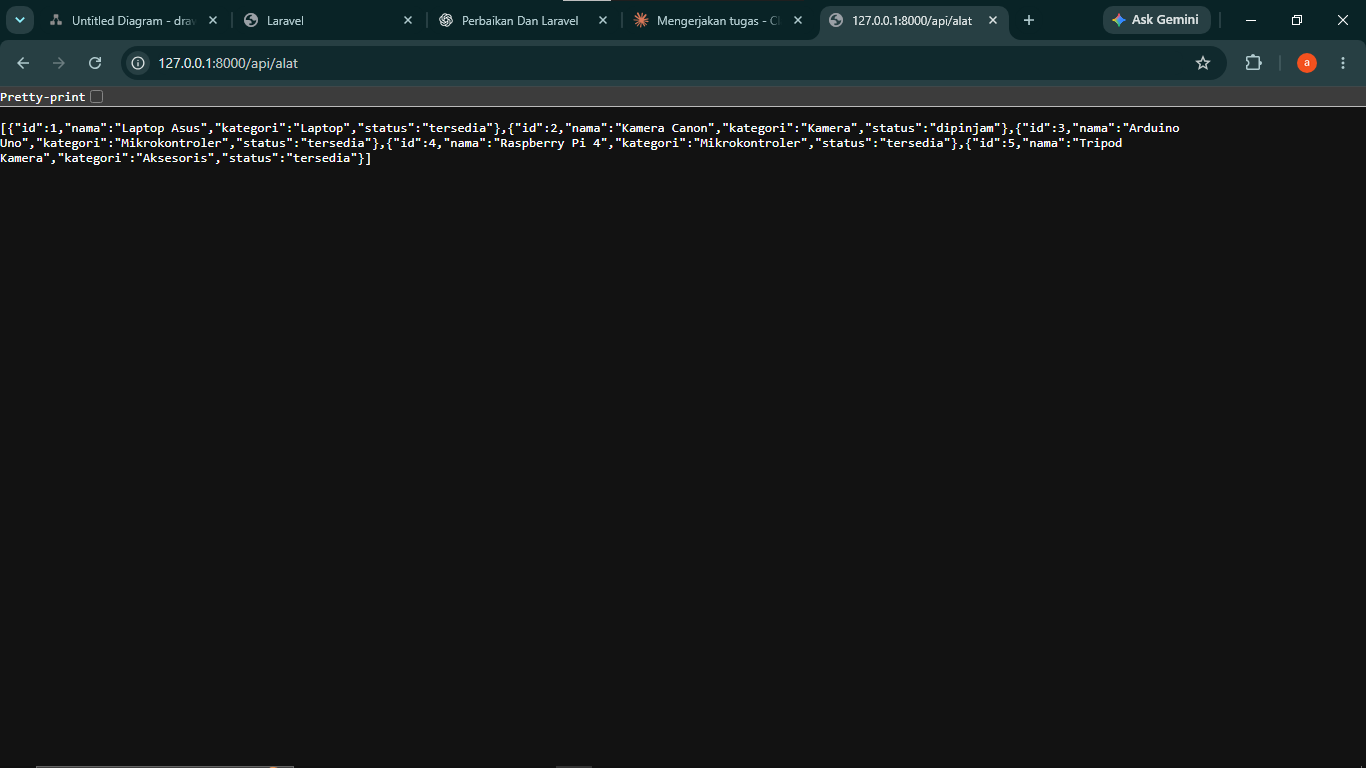 Untitled Diagram - drav
Laravel
Perbaikan Dan Laravel
Mengerjakan tugas - Cl
127.0.0.1:8000/api/alat
Ask Gemini
127.0.0.1:8000/api/alat
a
Pretty-print
[{"id":1,"nama":"Laptop Asus","kategori":"Laptop","status":"tersedia"},{"id":2,"nama":"Kamera Canon","kategori":"Kamera","status":"dipinjam"},{"id":3,"nama":"Arduino
Uno","kategori":"Mikrokontroler","status":"tersedia"},{"id":4,"nama":"Raspberry Pi 4","kategori":"Mikrokontroler","status":"tersedia"},{"id":5,"nama":"Tripod
Kamera","kategori":"Aksesoris","status":"tersedia"}]